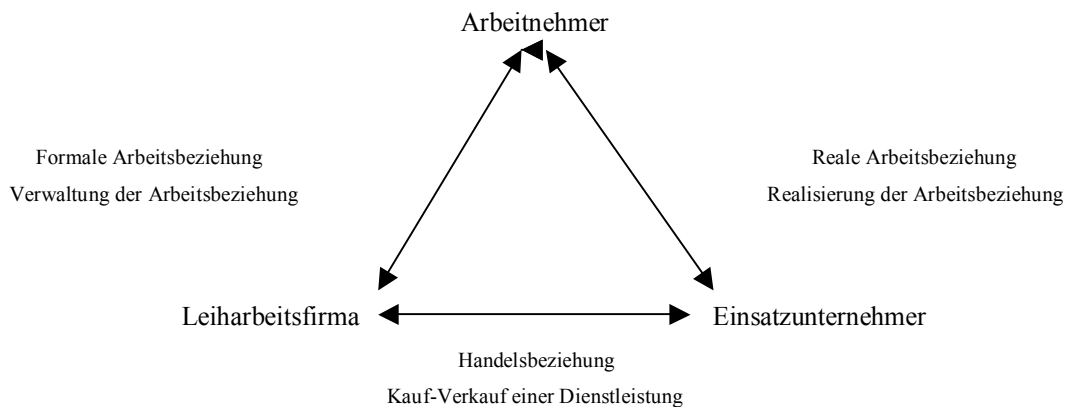 Arbeitnehmer
Formale Arbeitsbeziehung
Verwaltung der Arbeitsbeziehung
Reale Arbeitsbeziehung
Realisierung der Arbeitsbeziehung
Leiharbeitsfirma
Einsatzunternehmer
Handelsbeziehung
Kauf-Verkauf einer Dienstleistung